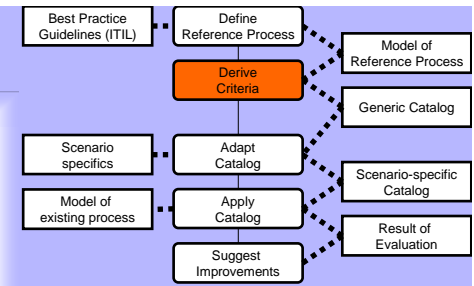 Best Practice
Guidelines (ITIL)
Define
Reference Process
Model of
Reference Process
Derive
Criteria
Generic Catalog
Scenario
specifics
Adapt
Catalog
Scenario-specific
Catalog
Model of
existing process
Apply
Catalog
Result of
Evaluation
Suggest
Improvements